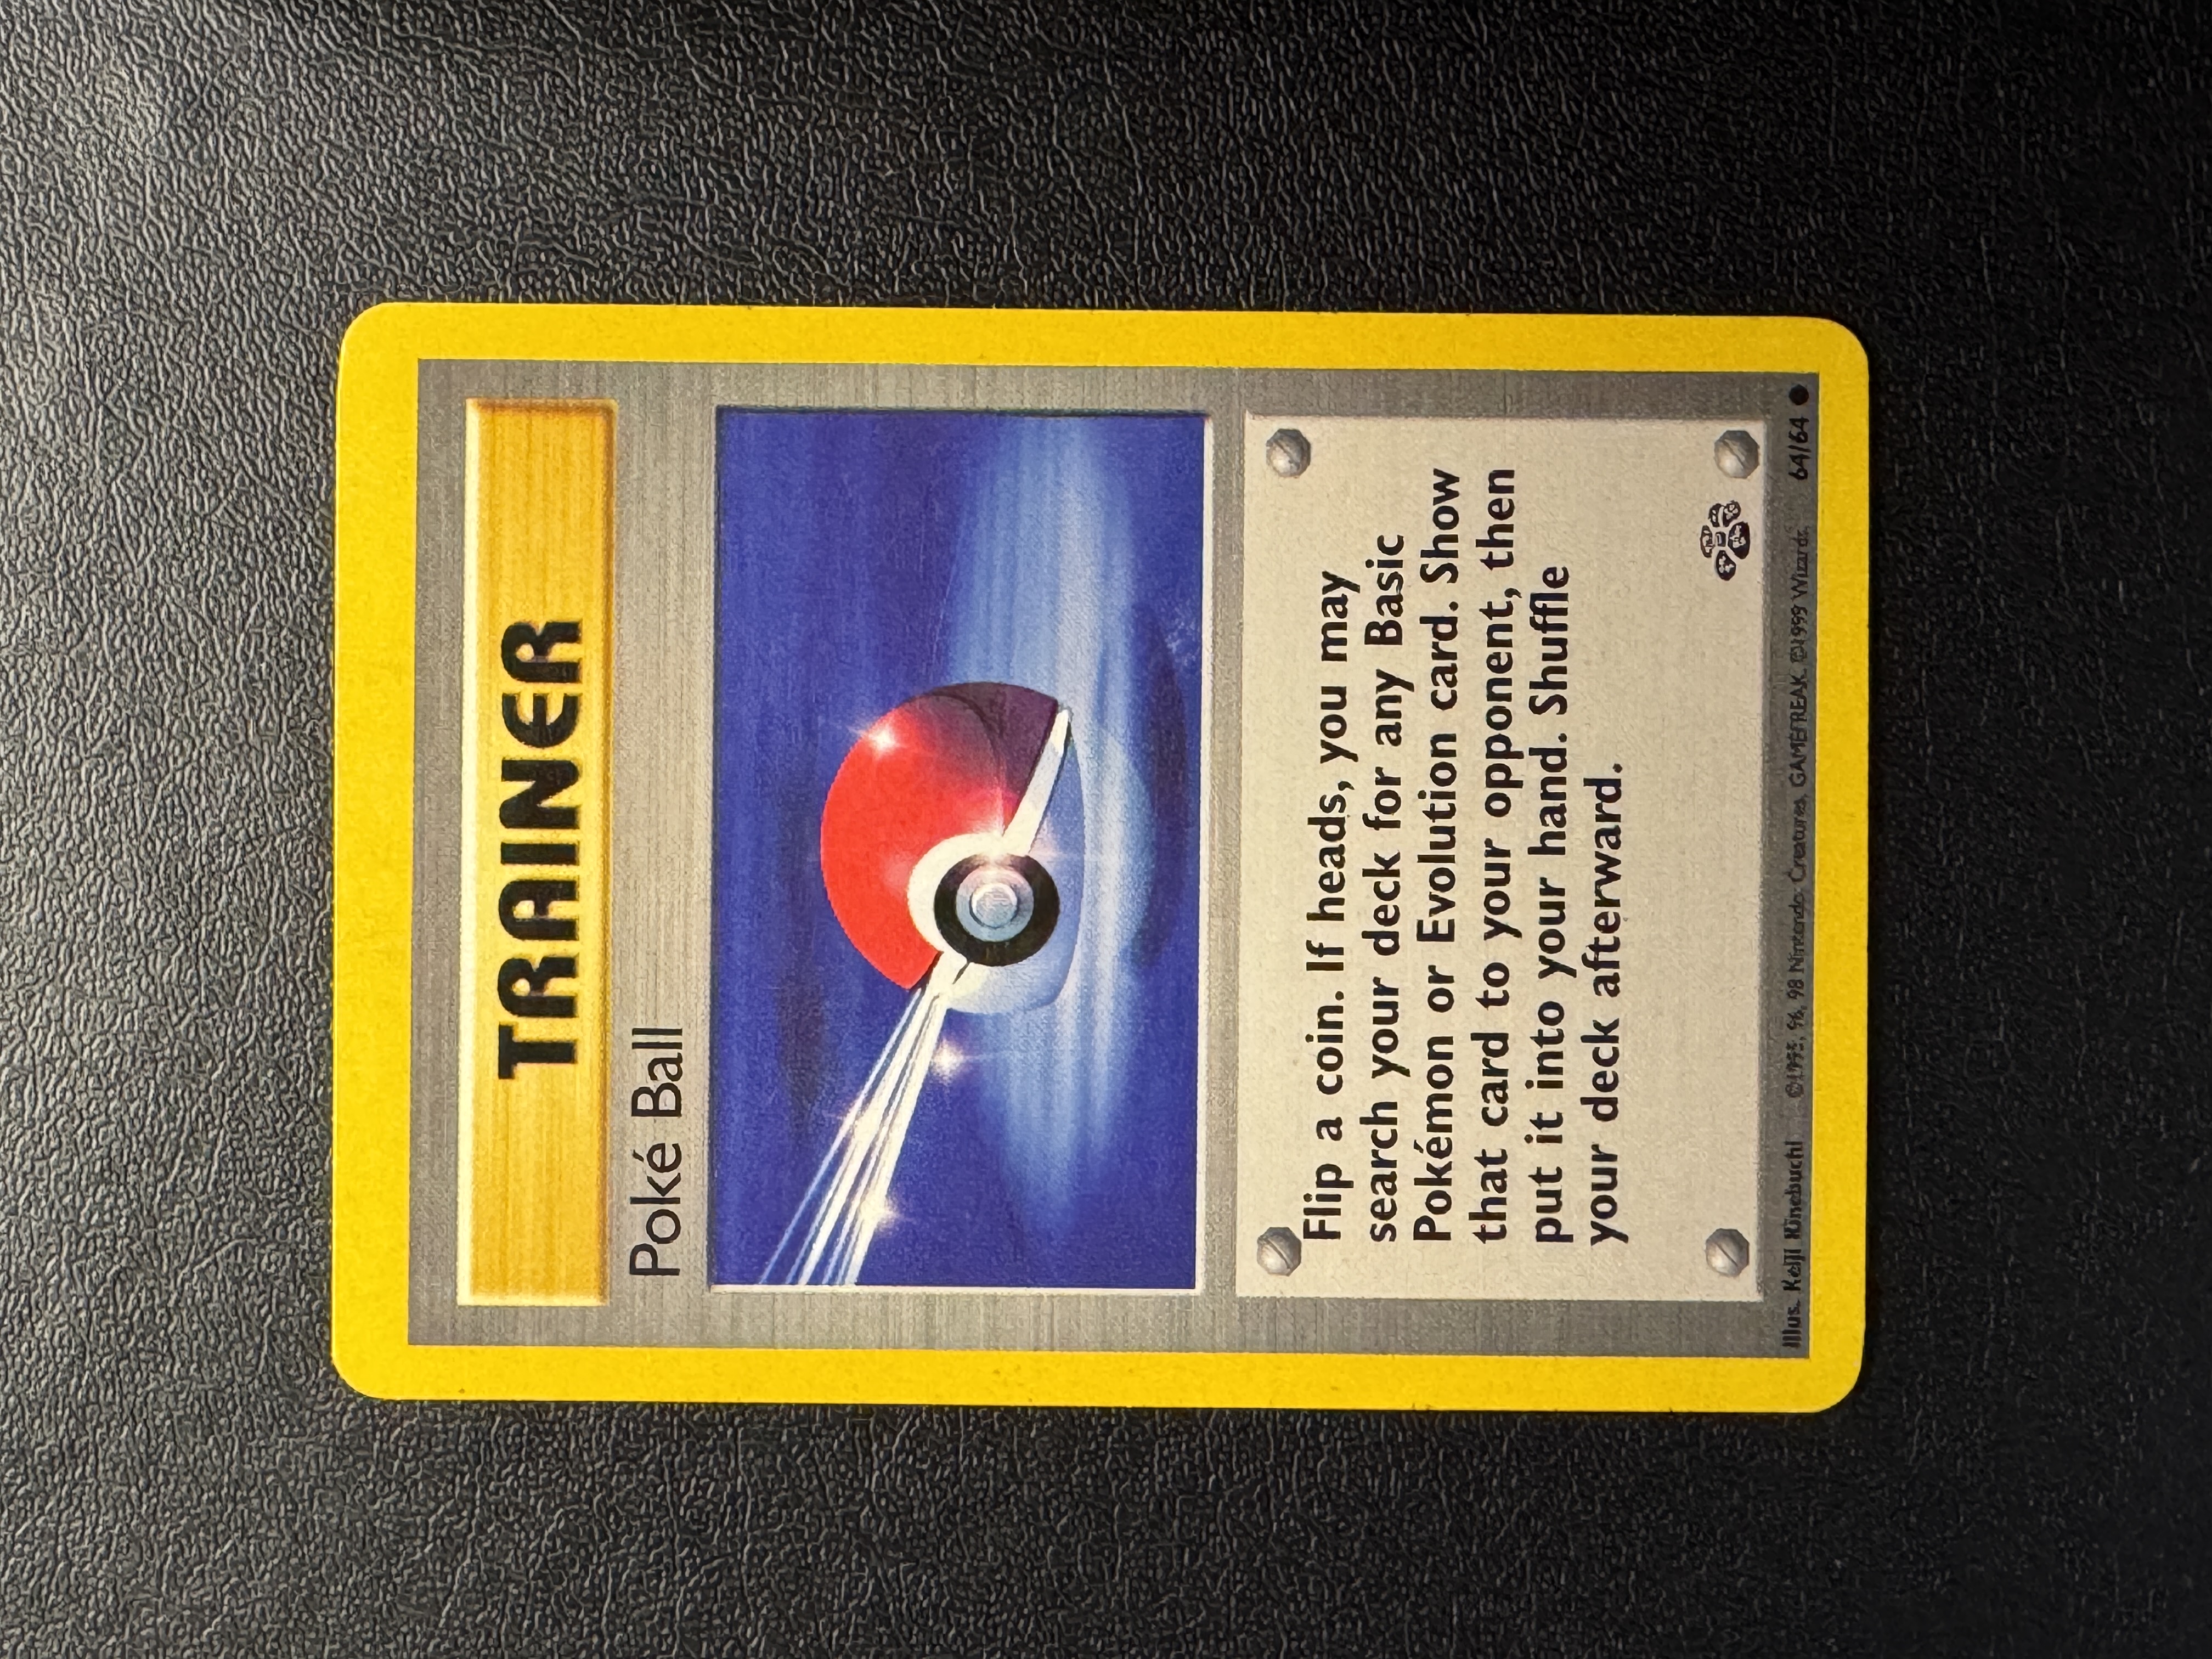 TRAINER
Poké Ball
Flip a coin. If heads, you may
search your deck for any Basic
Pokémon or Evolution card. Show
that card to your opponent, then
put it into your hand. Shuffle
your deck afterward.
Illus. Keiji Kinebuchi ©1995, 96, 98 Nintendo, Creatures, GAMEFREAK. ©1999 Wizards. 64/64